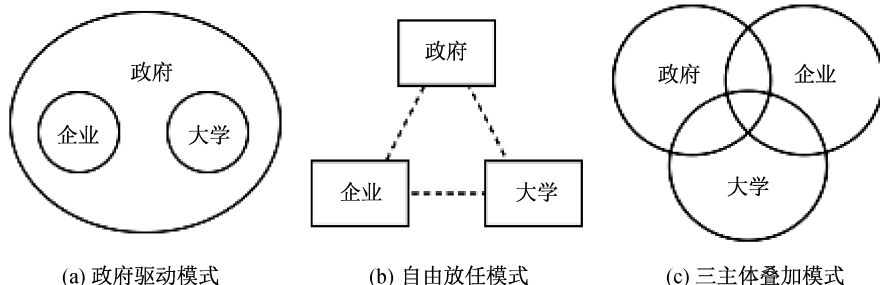 政府
企业
大学
(a) 政府驱动模式
政府
企业
大学
(b) 自由放任模式
政府
企业
大学
(c) 三主体叠加模式